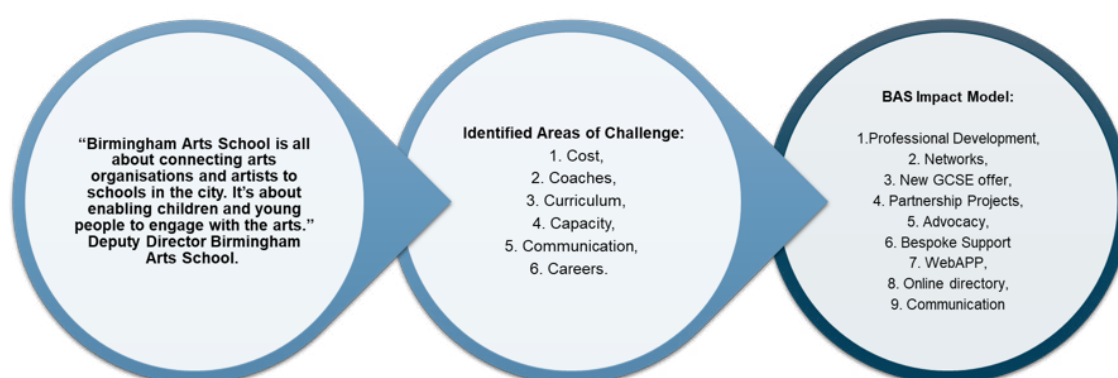 “Birmingham Arts School is all
about connecting arts
organisations and artists to
schools in the city. It’s about
enabling children and young
people to engage with the arts.”
Deputy Director Birmingham
Arts School.
Identified Areas of Challenge:
1. Cost,
2. Coaches,
3. Curriculum,
4. Capacity,
5. Communication,
6. Careers.
BAS Impact Model:
1.Professional Development,
2. Networks,
3. New GCSE offer,
4. Partnership Projects,
5. Advocacy,
6. Bespoke Support
7. WebAPP,
8. Online directory,
9. Communication